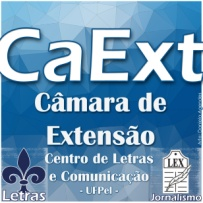 CaExt
Câmara de
Extensão
Centro de Letras
e Comunicação
- UFPel -
LEX
Letras
Jornalismo